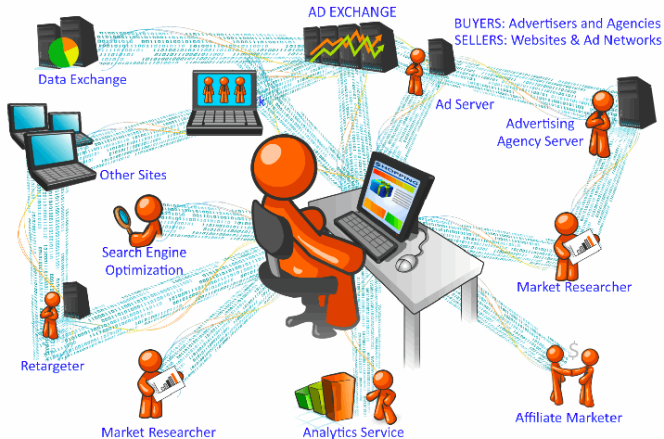 AD EXCHANGE
BUYERS: Advertisers and Agencies
SELLERS: Websites & Ad Networks
Data Exchange
Ad Server
Advertising
Agency Server
Other Sites
SHOPPING
Search Engine
Optimization
Market Researcher
Retargeter
$
Market Researcher
Analytics Service
Affiliate Marketer